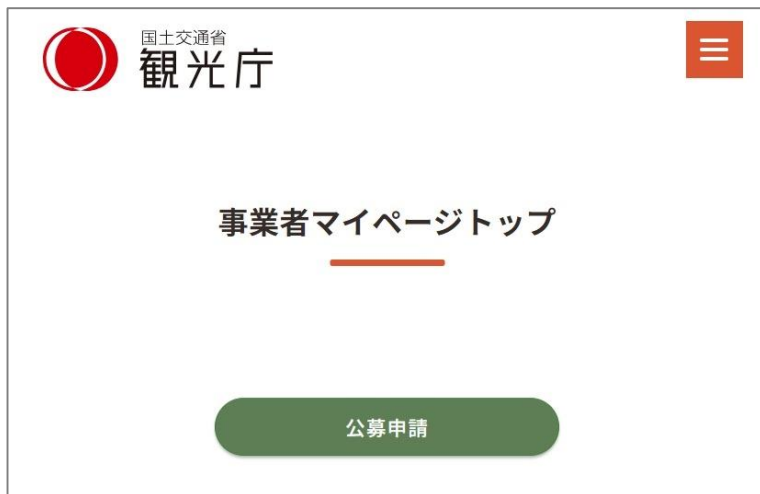 国土交通省
観光庁
事業者マイページトップ
公募申請